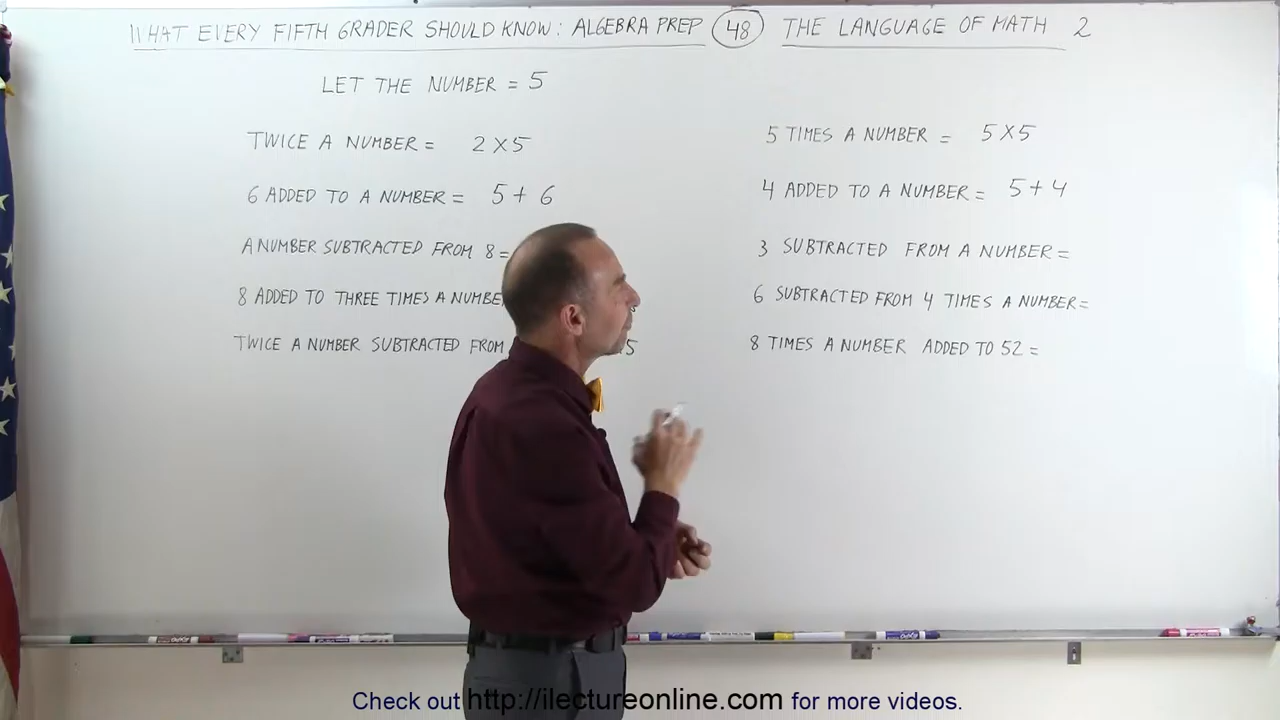 WHAT EVERY FIFTH GRADER SHOULD KNOW: ALGEBRA PREP 48 THE LANGUAGE OF MATH 2
LET THE NUMBER = 5
TWICE A NUMBER = 2 X 5
6 ADDED TO A NUMBER = 5 + 6
A NUMBER SUBTRACTED FROM 8 =
8 ADDED TO THREE TIMES A NUMBE
TWICE A NUMBER SUBTRACTED FROM 5
5 TIMES A NUMBER = 5 X 5
4 ADDED TO A NUMBER = 5 + 4
3 SUBTRACTED FROM A NUMBER =
6 SUBTRACTED FROM 4 TIMES A NUMBER =
8 TIMES A NUMBER ADDED TO 52 =
Check out http://ilectureonline.com for more videos.